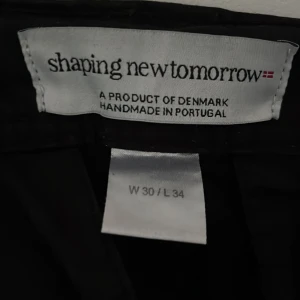 shaping newtomorrow
A PRODUCT OF DENMARK
HANDMADE IN PORTUGAL
W 30 / L 34